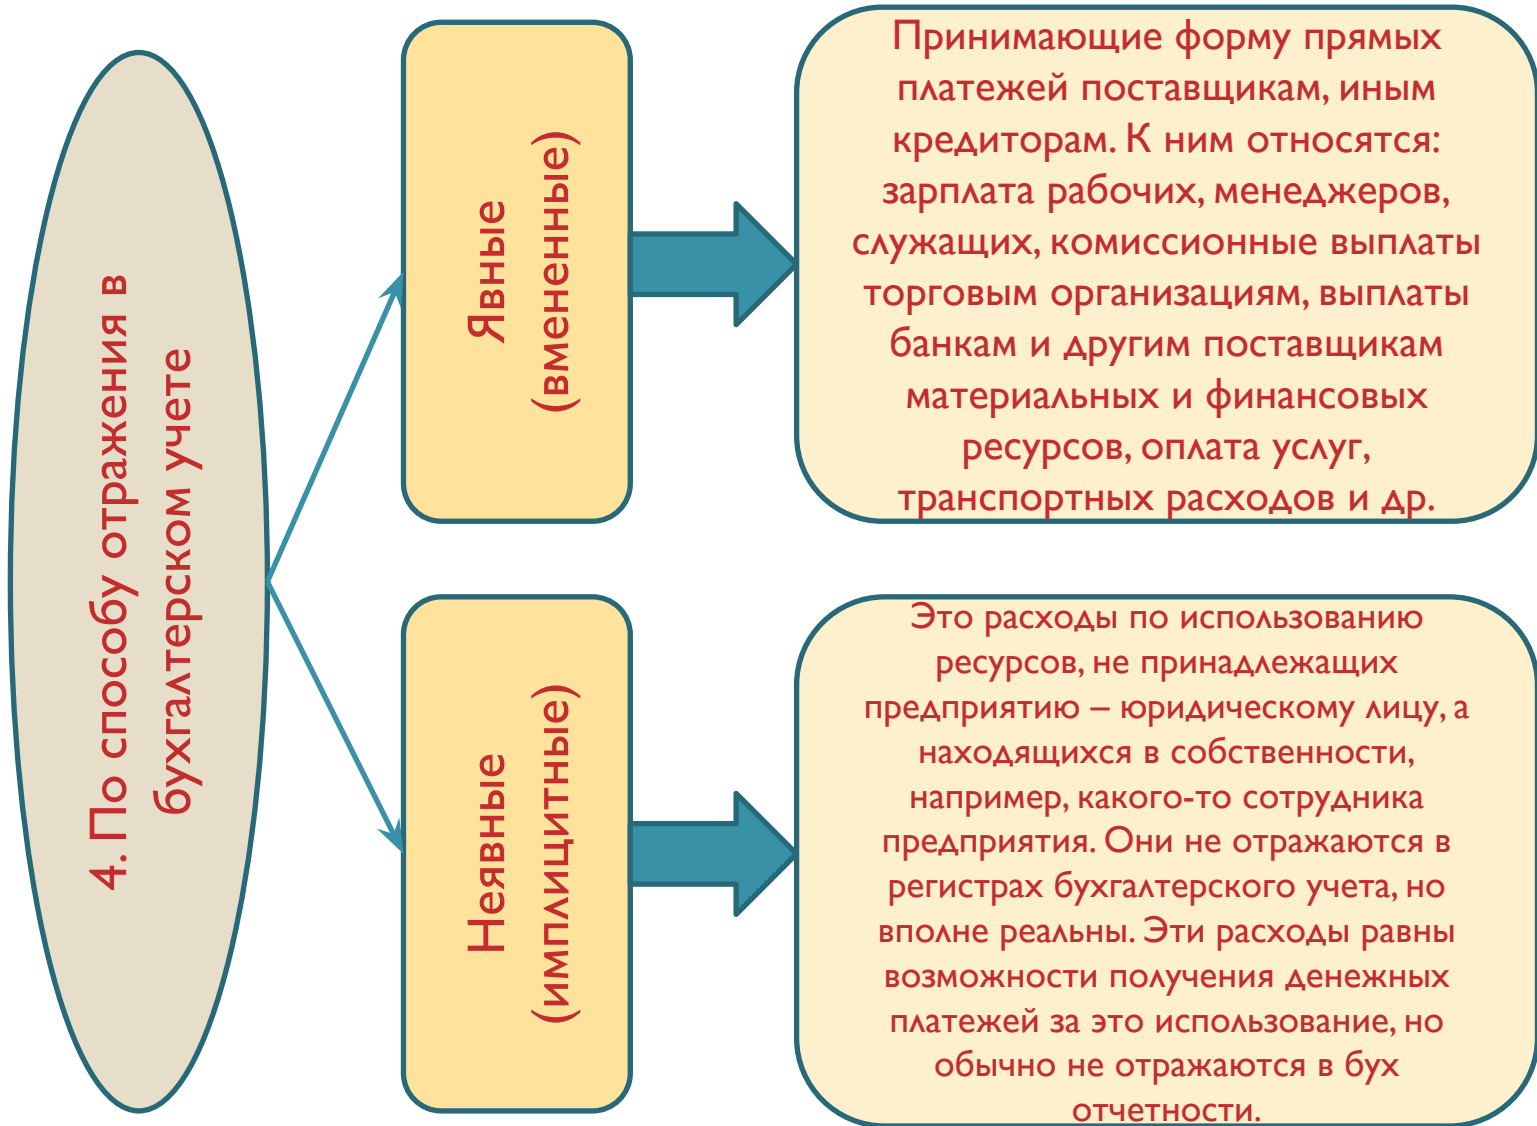 4. По способу отражения в
бухгалтерском учете
Явные
(вмененные)
Принимающие форму прямых
платежей поставщикам, иным
кредиторам. К ним относятся:
зарплата рабочих, менеджеров,
служащих, комиссионные выплаты
торговым организациям, выплаты
банкам и другим поставщикам
материальных и финансовых
ресурсов, оплата услуг,
транспортных расходов и др.
Неявные
(имплицитные)
Это расходы по использованию
ресурсов, не принадлежащих
предприятию – юридическому лицу, а
находящихся в собственности,
например, какого-то сотрудника
предприятия. Они не отражаются в
регистрах бухгалтерского учета, но
вполне реальны. Эти расходы равны
возможности получения денежных
платежей за это использование, но
обычно не отражаются в бух
отчетности.